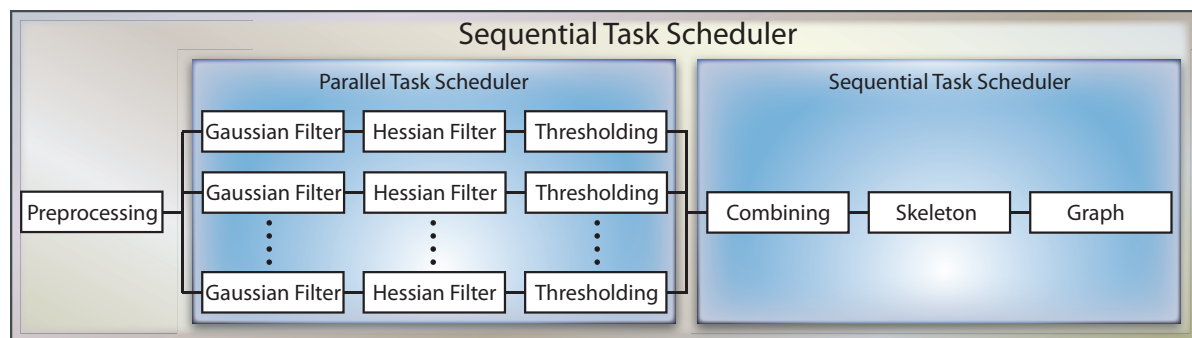 Sequential Task Scheduler
Parallel Task Scheduler
Sequential Task Scheduler
Gaussian Filter
Hessian Filter
Thresholding
Gaussian Filter
Hessian Filter
Thresholding
Preprocessing
Combining
Skeleton
Graph
Gaussian Filter
Hessian Filter
Thresholding